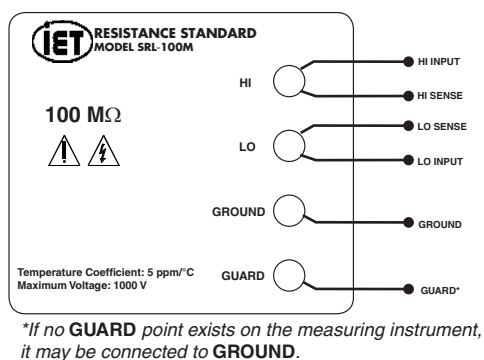 IET RESISTANCE STANDARD
MODEL SRL-100M
HI INPUT
HI
HI SENSE
100 MΩ
LO SENSE
LO
LO INPUT
GROUND
GROUND
Temperature Coefficient: 5 ppm/°C
Maximum Voltage: 1000 V
GUARD
GUARD*
*If no GUARD point exists on the measuring instrument,
it may be connected to GROUND.